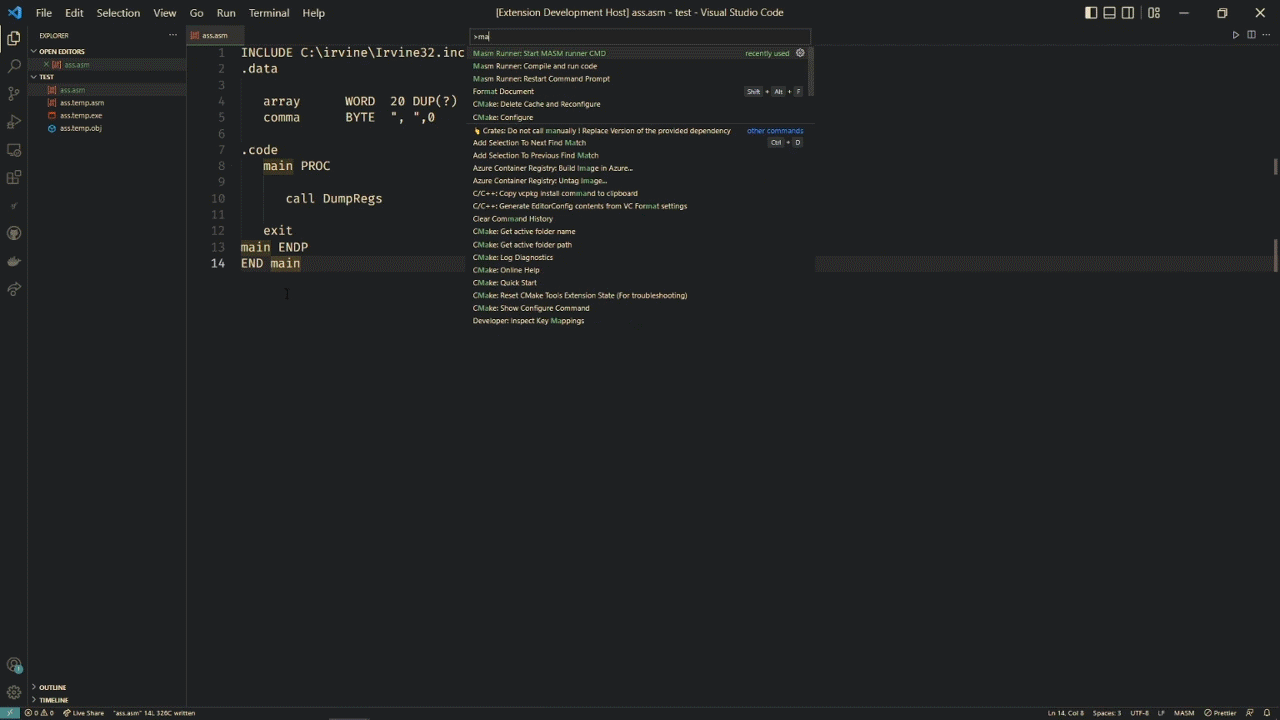 File Edit Selection View Go Run Terminal Help [Extension Development Host] ass.asm - test - Visual Studio Code
EXPLORER
OPEN EDITORS
ass.asm
TEST
ass.asm
ass.temp.asm
ass.temp.exe
ass.temp.obj
OUTLINE
TIMELINE
ass.asm
1 INCLUDE C:\irvine\Irvine32.inc
2 .data
3
4 array WORD 20 DUP(?)
5 comma BYTE ", ",0
6
7 .code
8 main PROC
9
10 call DumpRegs
11
12 exit
13 main ENDP
14 END main
>ma
Masm Runner: Start MASM runner CMD recently used
Masm Runner: Compile and run code
Masm Runner: Restart Command Prompt
Format Document Shift + Alt + F
CMake: Delete Cache and Reconfigure
CMake: Configure
Crates: Do not call manually I Replace Version of the provided dependency other commands
Add Selection To Next Find Match Ctrl + D
Add Selection To Previous Find Match
Azure Container Registry: Build Image in Azure...
Azure Container Registry: Untag Image...
C/C++: Copy vcpkg install command to clipboard
C/C++: Generate EditorConfig contents from VC Format settings
Clear Command History
CMake: Get active folder name
CMake: Get active folder path
CMake: Log Diagnostics
CMake: Online Help
CMake: Quick Start
CMake: Reset CMake Tools Extension State (For troubleshooting)
CMake: Show Configure Command
Developer: Inspect Key Mappings
0 0 Live Share "ass.asm" 14L 326C written Ln 14, Col 8 Spaces: 3 UTF-8 LF MASM Prettier